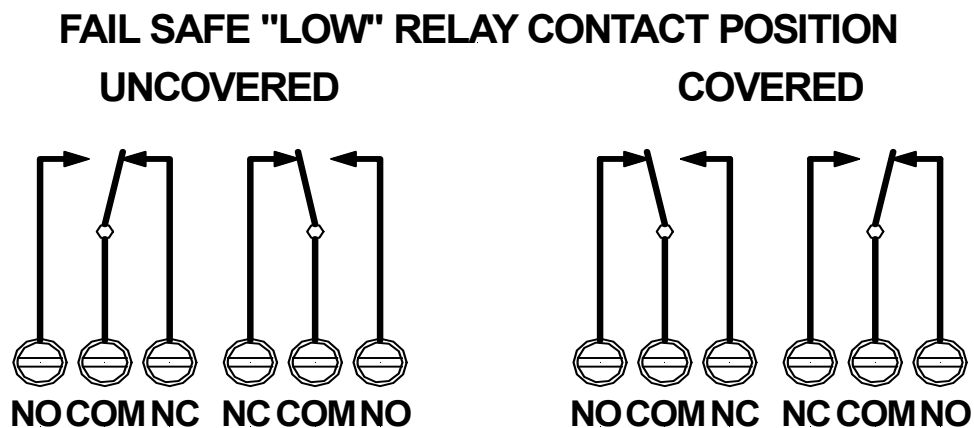 FAIL SAFE "LOW" RELAY CONTACT POSITION
UNCOVERED COVERED
NO COM NC NC COM NO NO COM NC NC COM NO